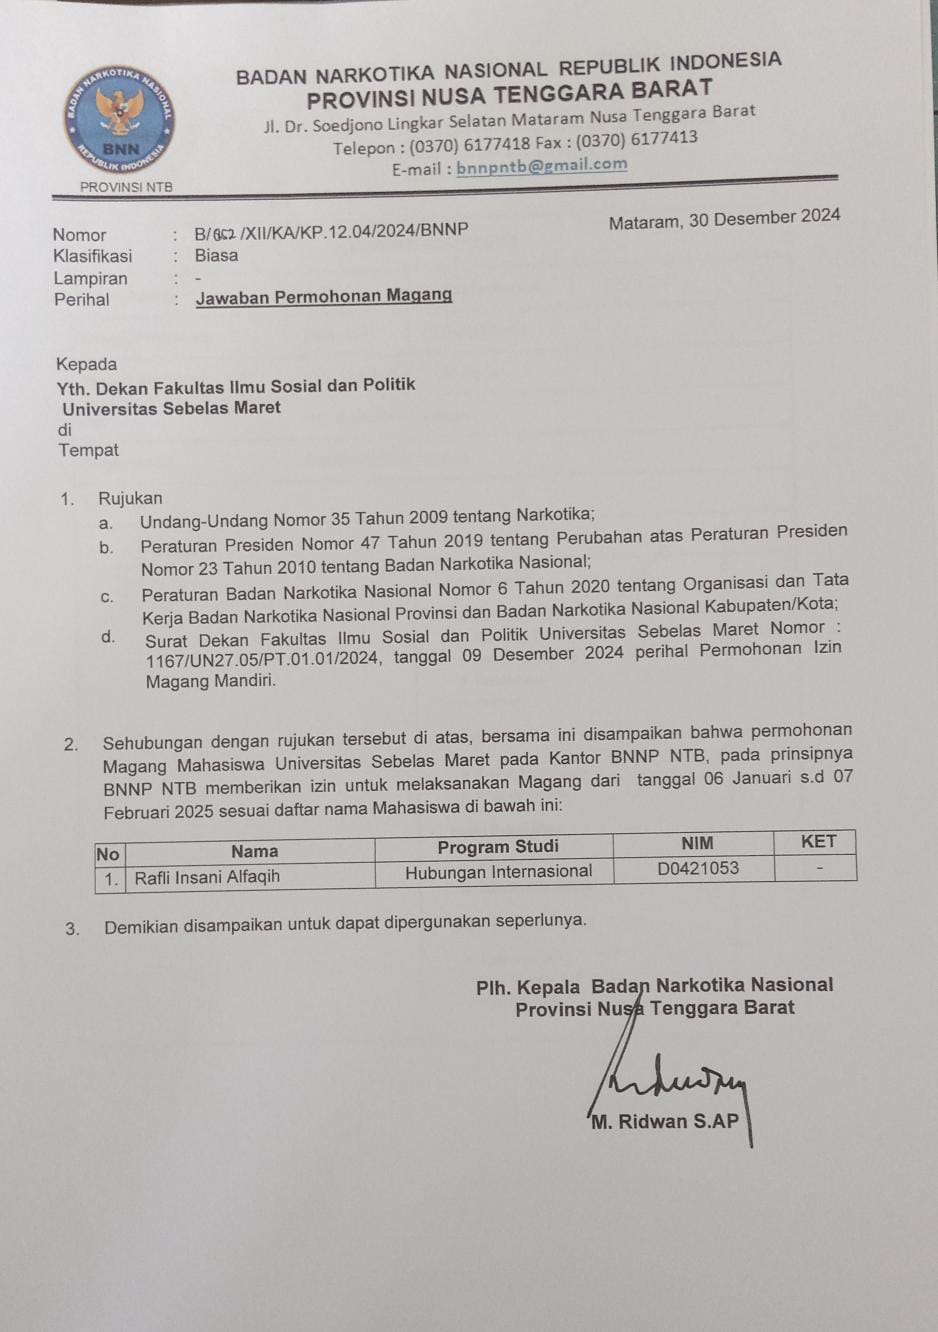 BADAN NARKOTIKA NASIONAL
BNN
REPUBLIK INDONESIA
PROVINSI NTB
BADAN NARKOTIKA NASIONAL REPUBLIK INDONESIA
PROVINSI NUSA TENGGARA BARAT
Jl. Dr. Soedjono Lingkar Selatan Mataram Nusa Tenggara Barat
Telepon : (0370) 6177418 Fax : (0370) 6177413
E-mail : bnnpntb@gmail.com
Mataram, 30 Desember 2024
Nomor : B/ /XII/KA/KP.12.04/2024/BNNP
Klasifikasi : Biasa
Lampiran : -
Perihal : Jawaban Permohonan Magang
Kepada
Yth. Dekan Fakultas Ilmu Sosial dan Politik
Universitas Sebelas Maret
di
Tempat
1. Rujukan
a. Undang-Undang Nomor 35 Tahun 2009 tentang Narkotika;
b. Peraturan Presiden Nomor 47 Tahun 2019 tentang Perubahan atas Peraturan Presiden
Nomor 23 Tahun 2010 tentang Badan Narkotika Nasional;
c. Peraturan Badan Narkotika Nasional Nomor 6 Tahun 2020 tentang Organisasi dan Tata
Kerja Badan Narkotika Nasional Provinsi dan Badan Narkotika Nasional Kabupaten/Kota;
d. Surat Dekan Fakultas Ilmu Sosial dan Politik Universitas Sebelas Maret Nomor :
1167/UN27.05/PT.01.01/2024, tanggal 09 Desember 2024 perihal Permohonan Izin
Magang Mandiri.
2. Sehubungan dengan rujukan tersebut di atas, bersama ini disampaikan bahwa permohonan
Magang Mahasiswa Universitas Sebelas Maret pada Kantor BNNP NTB, pada prinsipnya
BNNP NTB memberikan izin untuk melaksanakan Magang dari tanggal 06 Januari s.d 07
Februari 2025 sesuai daftar nama Mahasiswa di bawah ini:
No Nama Program Studi NIM KET
1. Rafli Insani Alfaqih Hubungan Internasional D0421053 -
3. Demikian disampaikan untuk dapat dipergunakan seperlunya.
Plh. Kepala Badan Narkotika Nasional
Provinsi Nusa Tenggara Barat
M. Ridwan S.AP